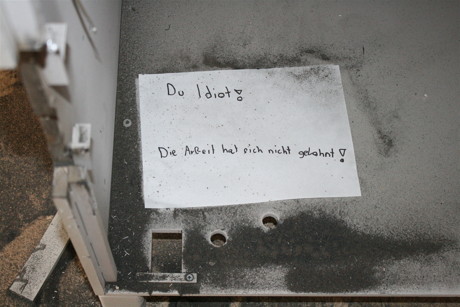 Du Idiot!
Die Arbeit hat sich nicht gelohnt!